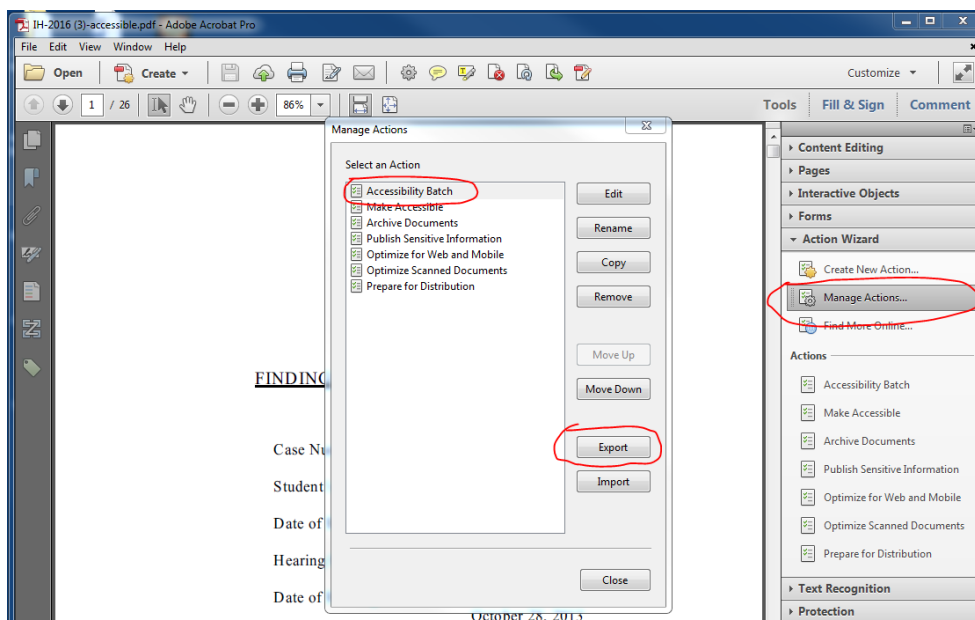 IH-2016 (3)-accessible.pdf - Adobe Acrobat Pro
File Edit View Window Help
Open Create Customize
1 / 26 86% Tools Fill & Sign Comment
Manage Actions
Select an Action
Accessibility Batch
Make Accessible
Archive Documents
Publish Sensitive Information
Optimize for Web and Mobile
Optimize Scanned Documents
Prepare for Distribution
Edit
Rename
Copy
Remove
Move Up
Move Down
Export
Import
Close
FINDING
Case Nu
Student
Date of
Hearing
Date of
October 28, 2015
Content Editing
Pages
Interactive Objects
Forms
Action Wizard
Create New Action...
Manage Actions...
Find More Online...
Actions
Accessibility Batch
Make Accessible
Archive Documents
Publish Sensitive Information
Optimize for Web and Mobile
Optimize Scanned Documents
Prepare for Distribution
Text Recognition
Protection